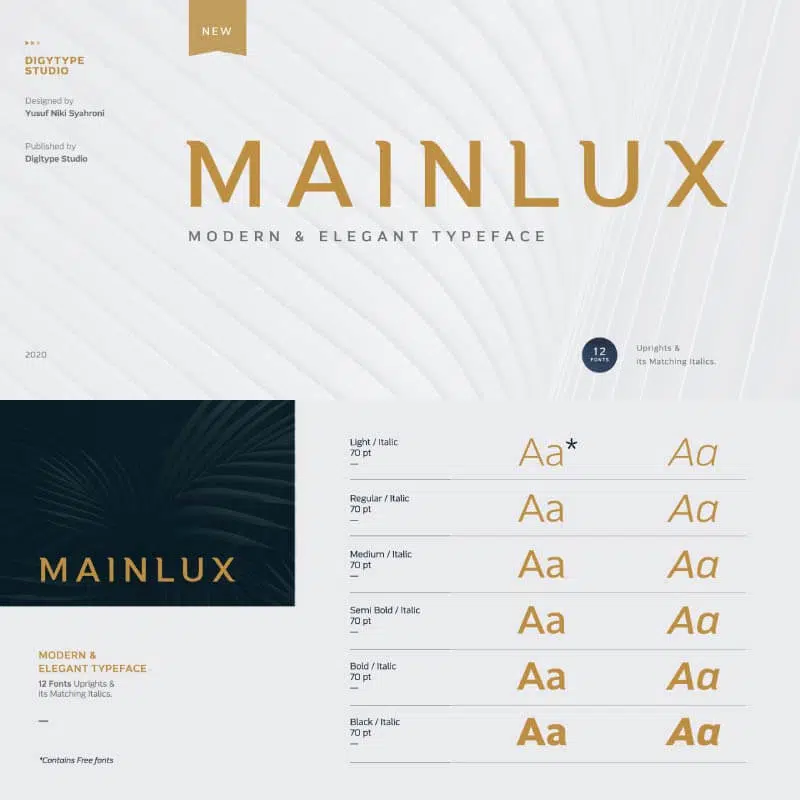 NEW
DIGYTYPE
STUDIO
Designed by
Yusuf Niki Syahroni
Published by
Digitype Studio
MAINLUX
MODERN & ELEGANT TYPEFACE
2020
12
FONTS
Uprights &
its Matching Italics.
MAINLUX
MODERN &
ELEGANT TYPEFACE
12 Fonts Uprights &
its Matching Italics.
—
*Contains Free fonts
Light / Italic
70 pt
—
Aa* Aa
Regular / Italic
70 pt
—
Aa Aa
Medium / Italic
70 pt
—
Aa Aa
Semi Bold / Italic
70 pt
—
Aa Aa
Bold / Italic
70 pt
—
Aa Aa
Black / Italic
70 pt
—
Aa Aa